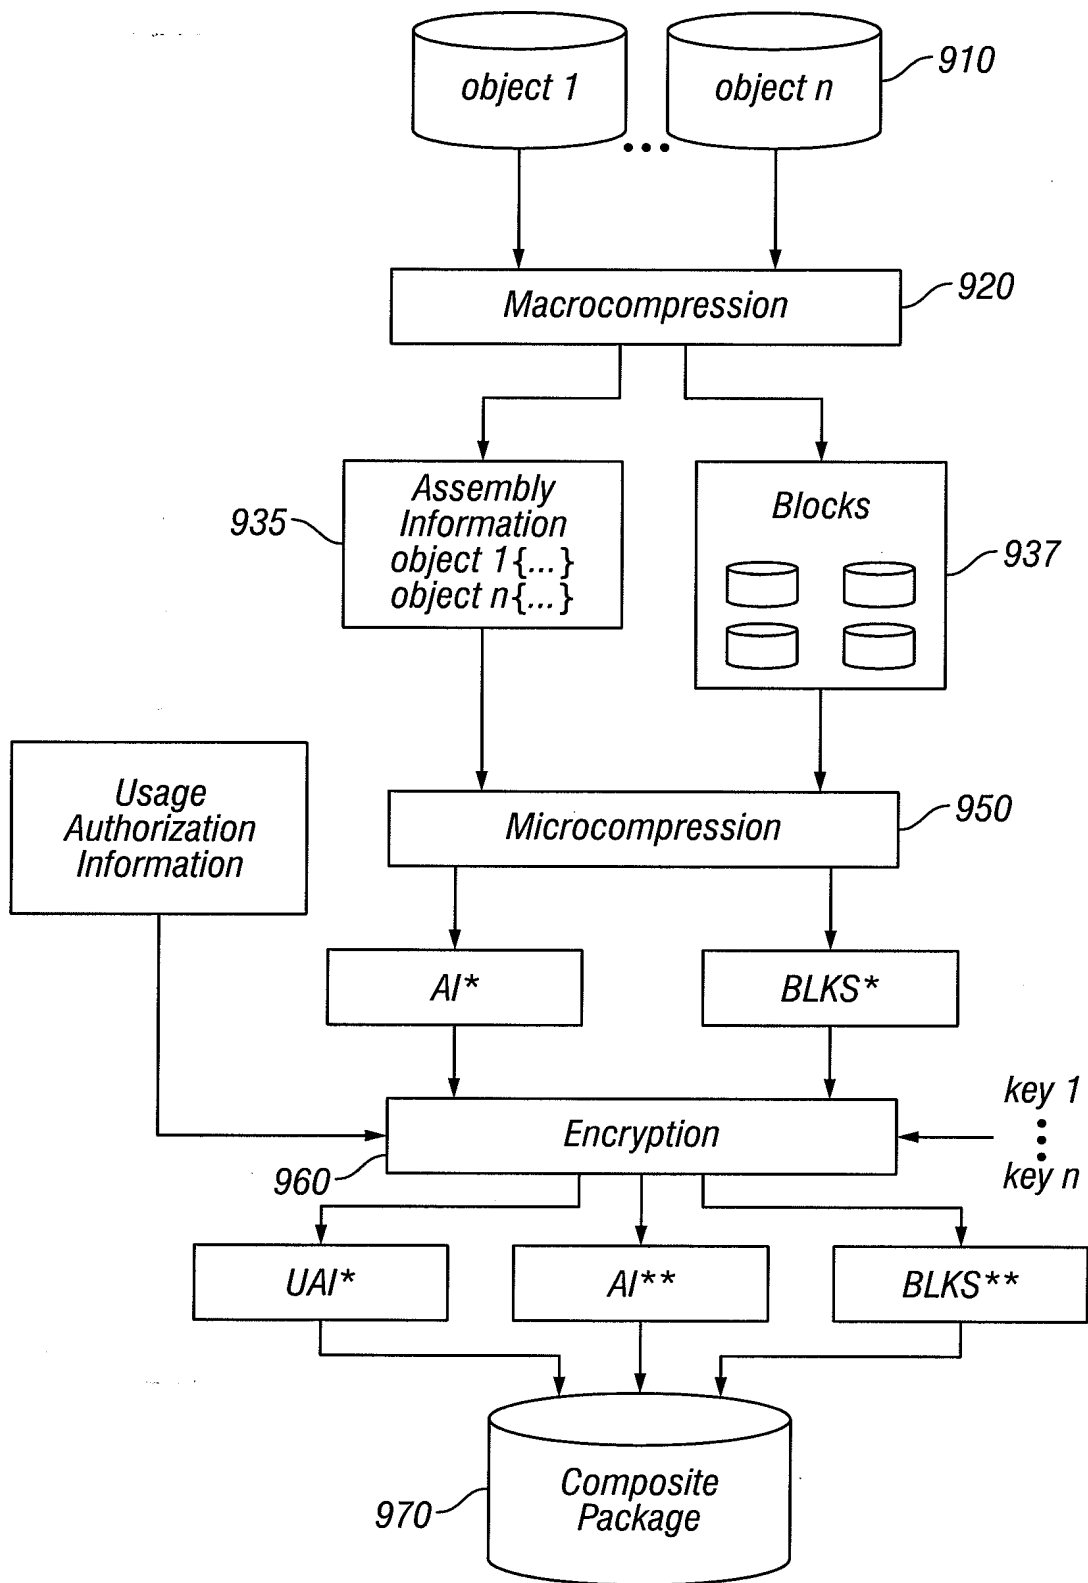 object 1
object n
910
...
Macrocompression
920
Assembly
Information
object 1{...}
object n{...}
935
Blocks
937
Usage
Authorization
Information
Microcompression
950
AI*
BLKS*
key 1
Encryption
key n
960
UAI*
AI**
BLKS**
Composite
Package
970